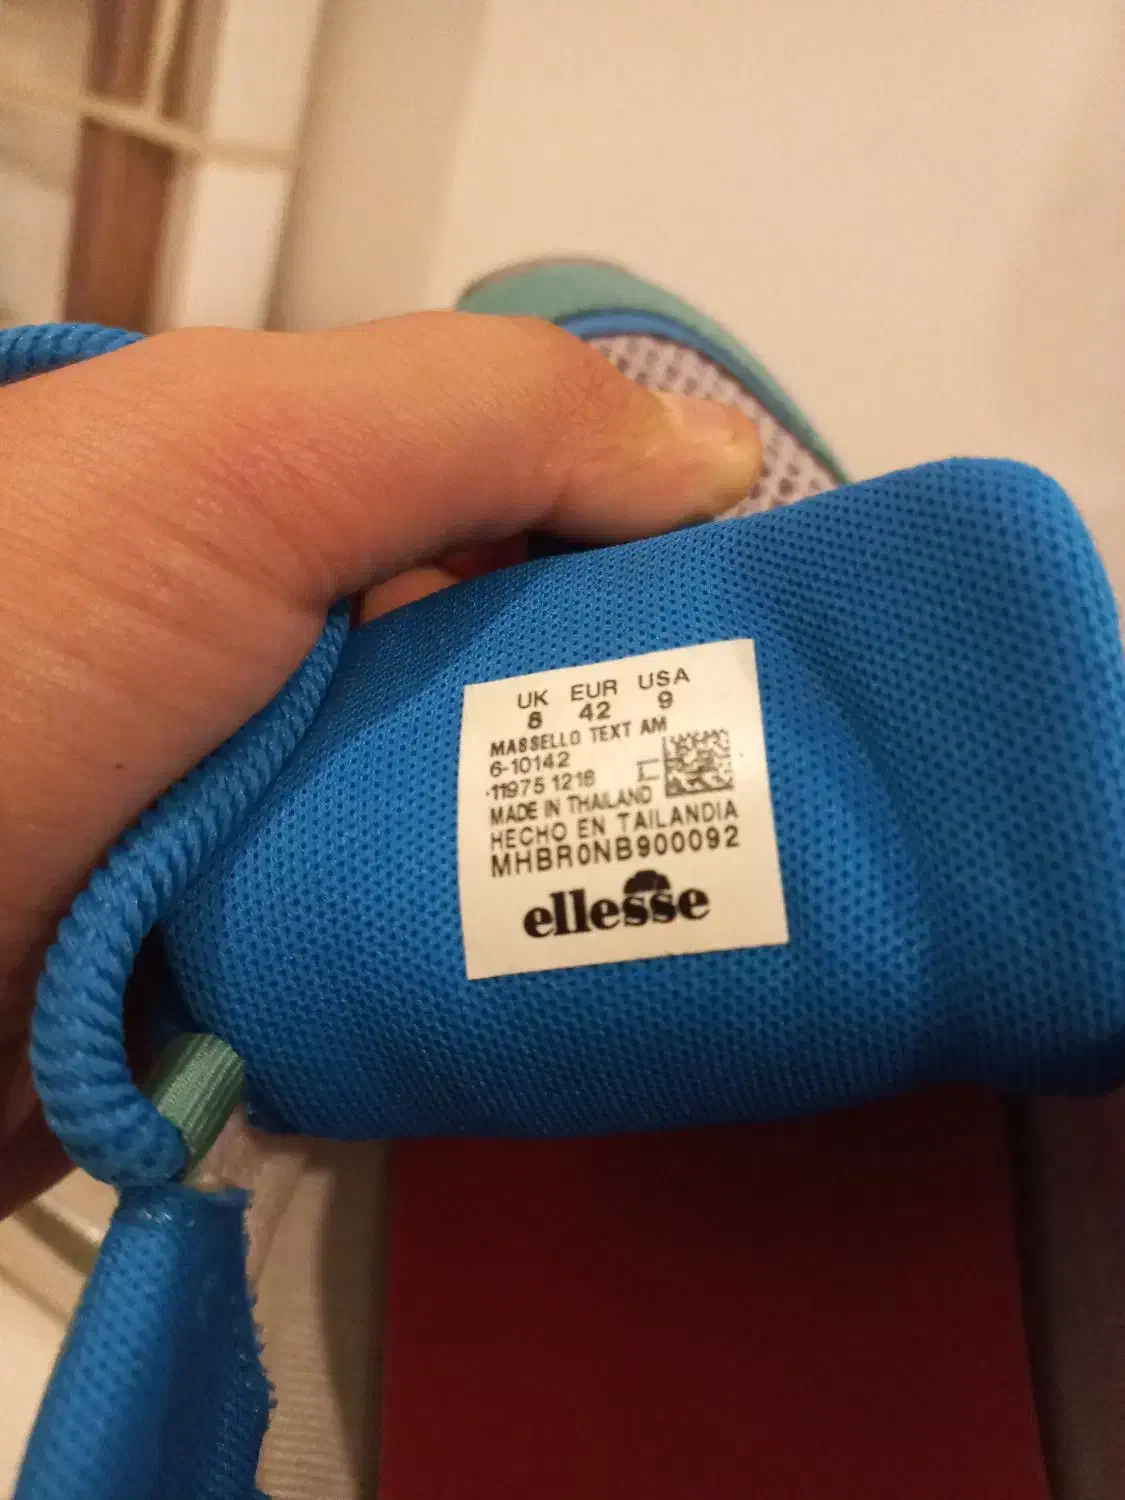 UK EUR USA
8 42 9
MASSELLO TEXT AM
6-10142
11975 1218
MADE IN THAILAND
HECHO EN TAILANDIA
MHBR0NB900092
ellesse